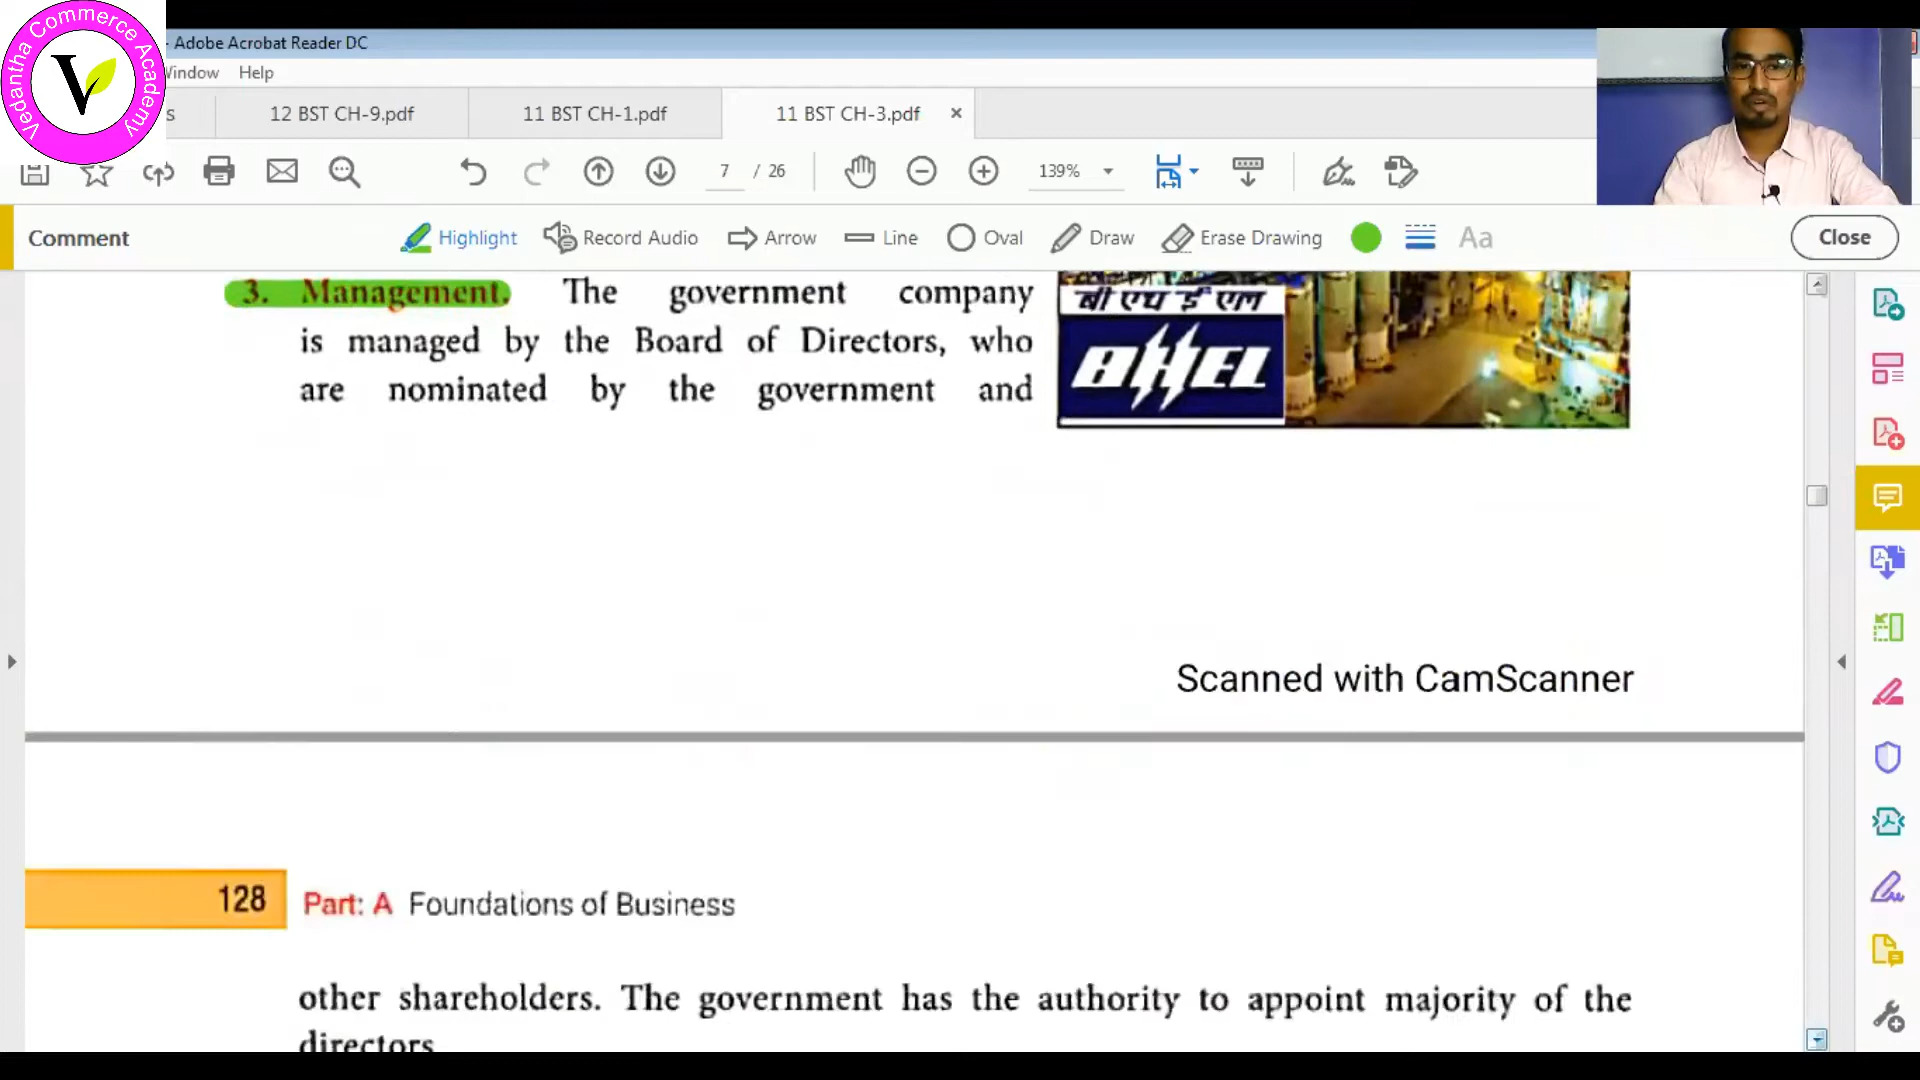 Vedantha Commerce Academy
V
- Adobe Acrobat Reader DC
Window Help
s 12 BST CH-9.pdf 11 BST CH-1.pdf 11 BST CH-3.pdf ×
7 / 26 139%
Comment Highlight Record Audio Arrow Line Oval Draw Erase Drawing Aa Close
3. Management. The government company
is managed by the Board of Directors, who
are nominated by the government and
बी एच ई एल
BHEL
Scanned with CamScanner
128 Part: A Foundations of Business
other shareholders. The government has the authority to appoint majority of the
directors